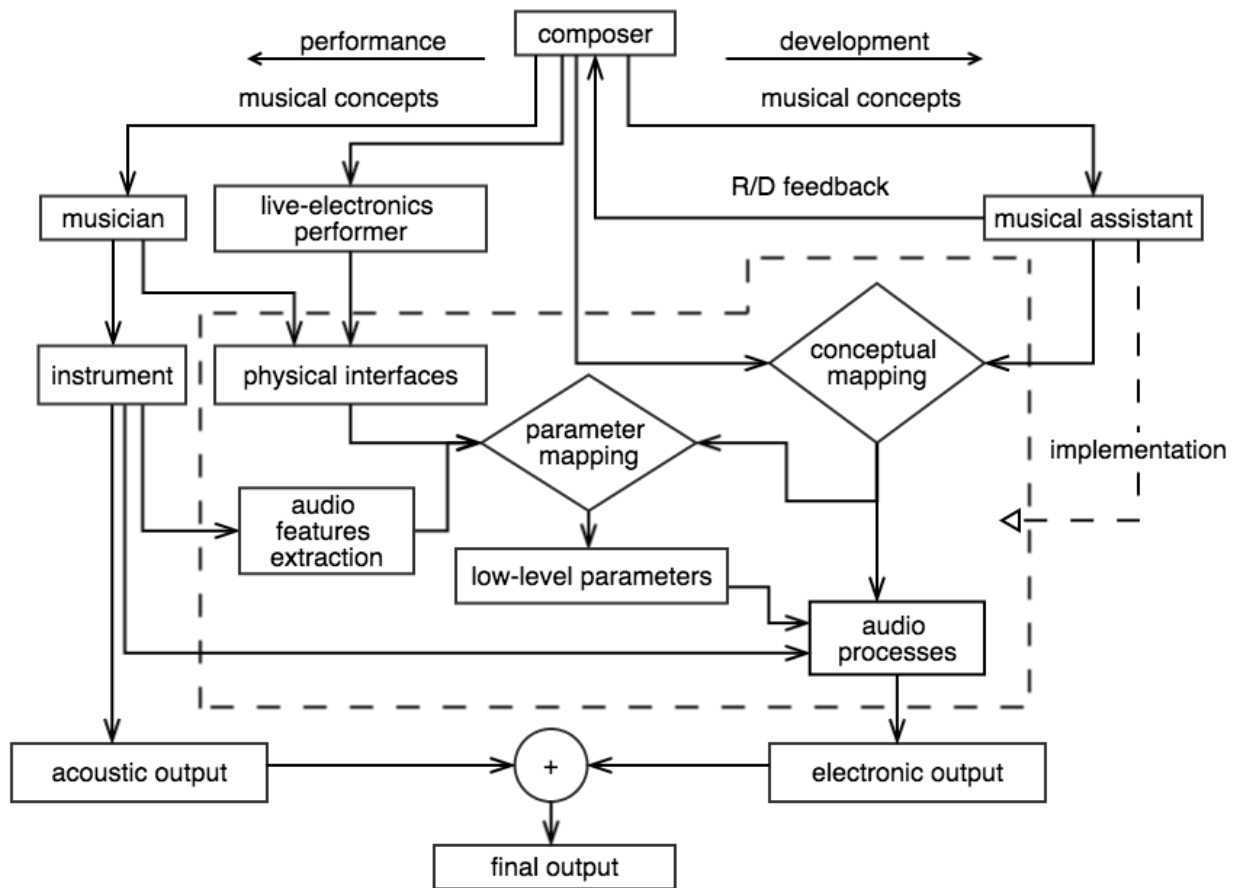 composer
performance
development
musical concepts
musical concepts
R/D feedback
musician
live-electronics
performer
musical assistant
instrument
physical interfaces
conceptual
mapping
parameter
mapping
implementation
audio
features
extraction
low-level parameters
audio
processes
acoustic output
+
electronic output
final output